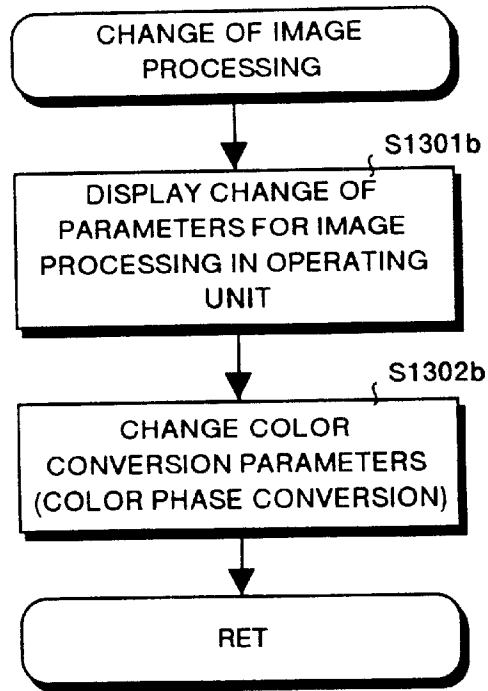 CHANGE OF IMAGE
PROCESSING
S1301b
DISPLAY CHANGE OF
PARAMETERS FOR IMAGE
PROCESSING IN OPERATING
UNIT
S1302b
CHANGE COLOR
CONVERSION PARAMETERS
(COLOR PHASE CONVERSION)
RET